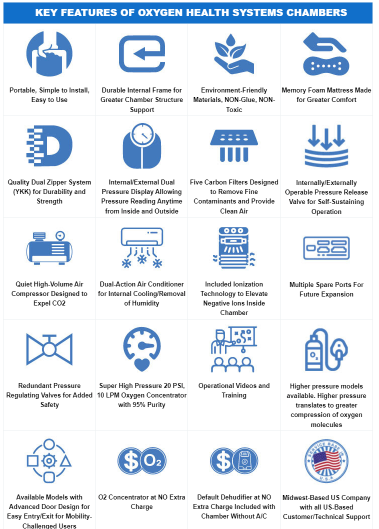 KEY FEATURES OF OXYGEN HEALTH SYSTEMS CHAMBERS
Portable, Simple to Install,
Easy to Use
Durable Internal Frame for
Greater Chamber Structure
Support
Environment-Friendly
Materials, NON-Glue, NON-
Toxic
Memory Foam Mattress Made
for Greater Comfort
Quality Dual Zipper System
(YKK) for Durability and
Strength
Internal/External Dual
Pressure Display Allowing
Pressure Reading Anytime
from Inside and Outside
Five Carbon Filters Designed
to Remove Fine
Contaminants and Provide
Clean Air
Internally/Externally
Operable Pressure Release
Valve for Self-Sustaining
Operation
Quiet High-Volume Air
Compressor Designed to
Expel CO2
Dual-Action Air Conditioner
for Internal Cooling/Removal
of Humidity
Included Ionization
Technology to Elevate
Negative Ions Inside
Chamber
Multiple Spare Ports For
Future Expansion
Redundant Pressure
Regulating Valves for Added
Safety
Super High Pressure 20 PSI,
10 LPM Oxygen Concentrator
with 95% Purity
Operational Videos and
Training
Higher pressure models
available. Higher pressure
translates to greater
compression of oxygen
molecules
Available Models with
Advanced Door Design for
Easy Entry/Exit for Mobility-
Challenged Users
$ O₂
O2 Concentrator at NO Extra
Charge
$
Default Dehudifier at NO
Extra Charge Included with
Chamber Without A/C
Midwest-Based US Company
with all US-Based
Customer/Technical Support